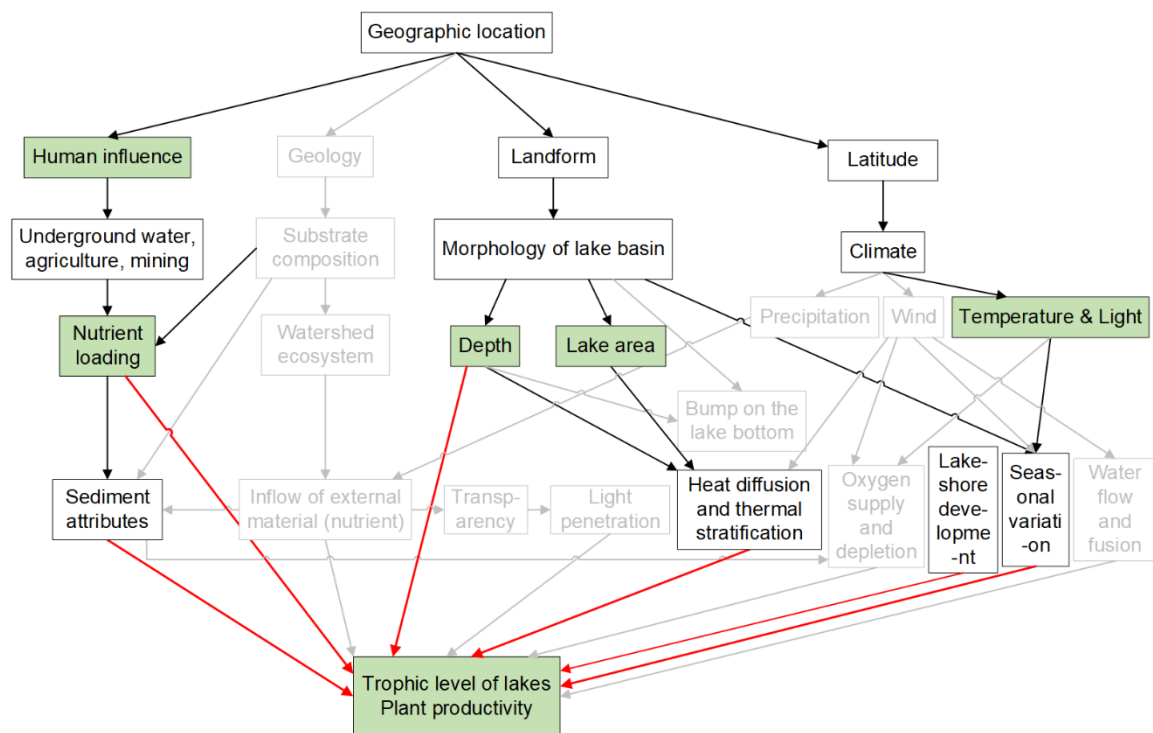 Geographic location
Human influence
Geology
Landform
Latitude
Underground water,
agriculture, mining
Substrate
composition
Morphology of lake basin
Climate
Nutrient
loading
Watershed
ecosystem
Depth
Lake area
Precipitation
Wind
Temperature & Light
Bump on the
lake bottom
Sediment
attributes
Inflow of external
material (nutrient)
Transp-
arency
Light
penetration
Heat diffusion
and thermal
stratification
Oxygen
supply
and
depletion
Lake-
shore
deve-
lopme
-nt
Seas-
onal
variati
-on
Water
flow
and
fusion
Trophic level of lakes
Plant productivity